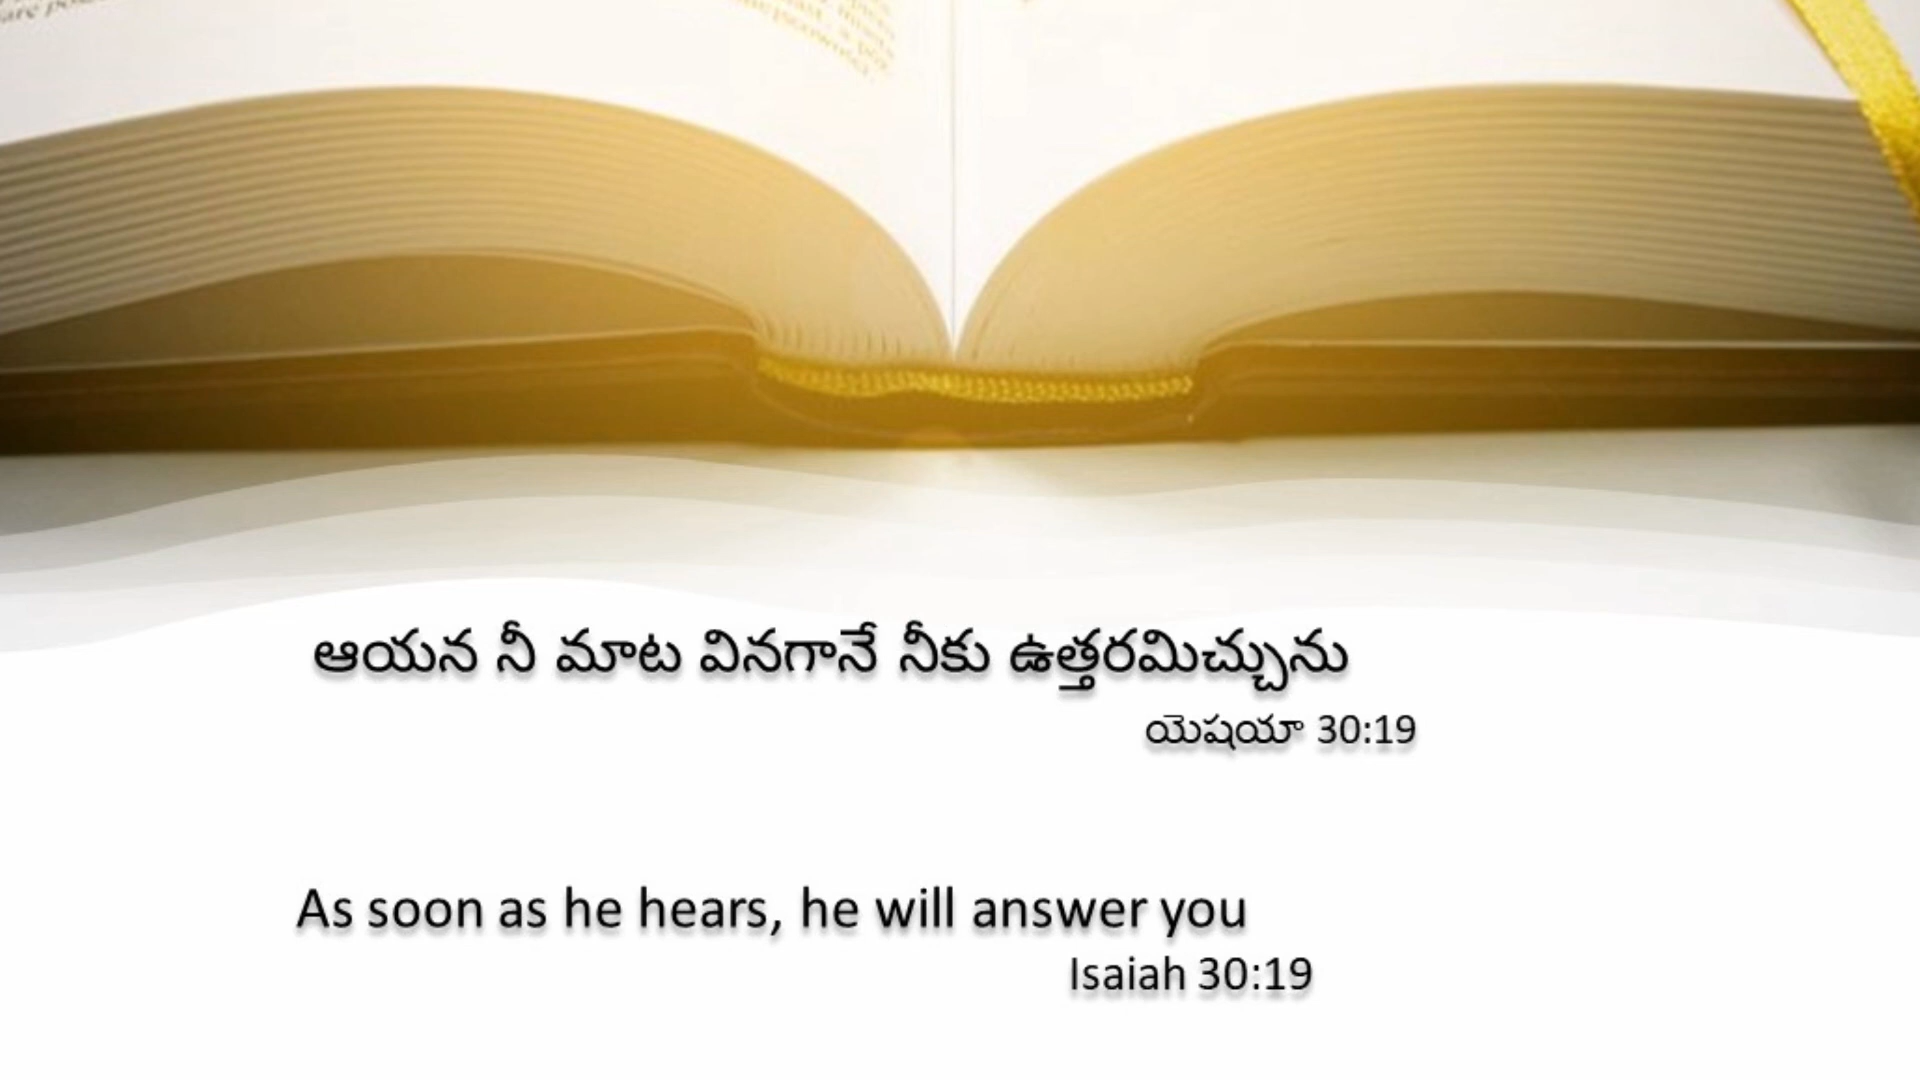 ఆయన నీ మాట వినగానే నీకు ఉత్తరమిచ్చును
యెషయా 30:19
As soon as he hears, he will answer you
Isaiah 30:19